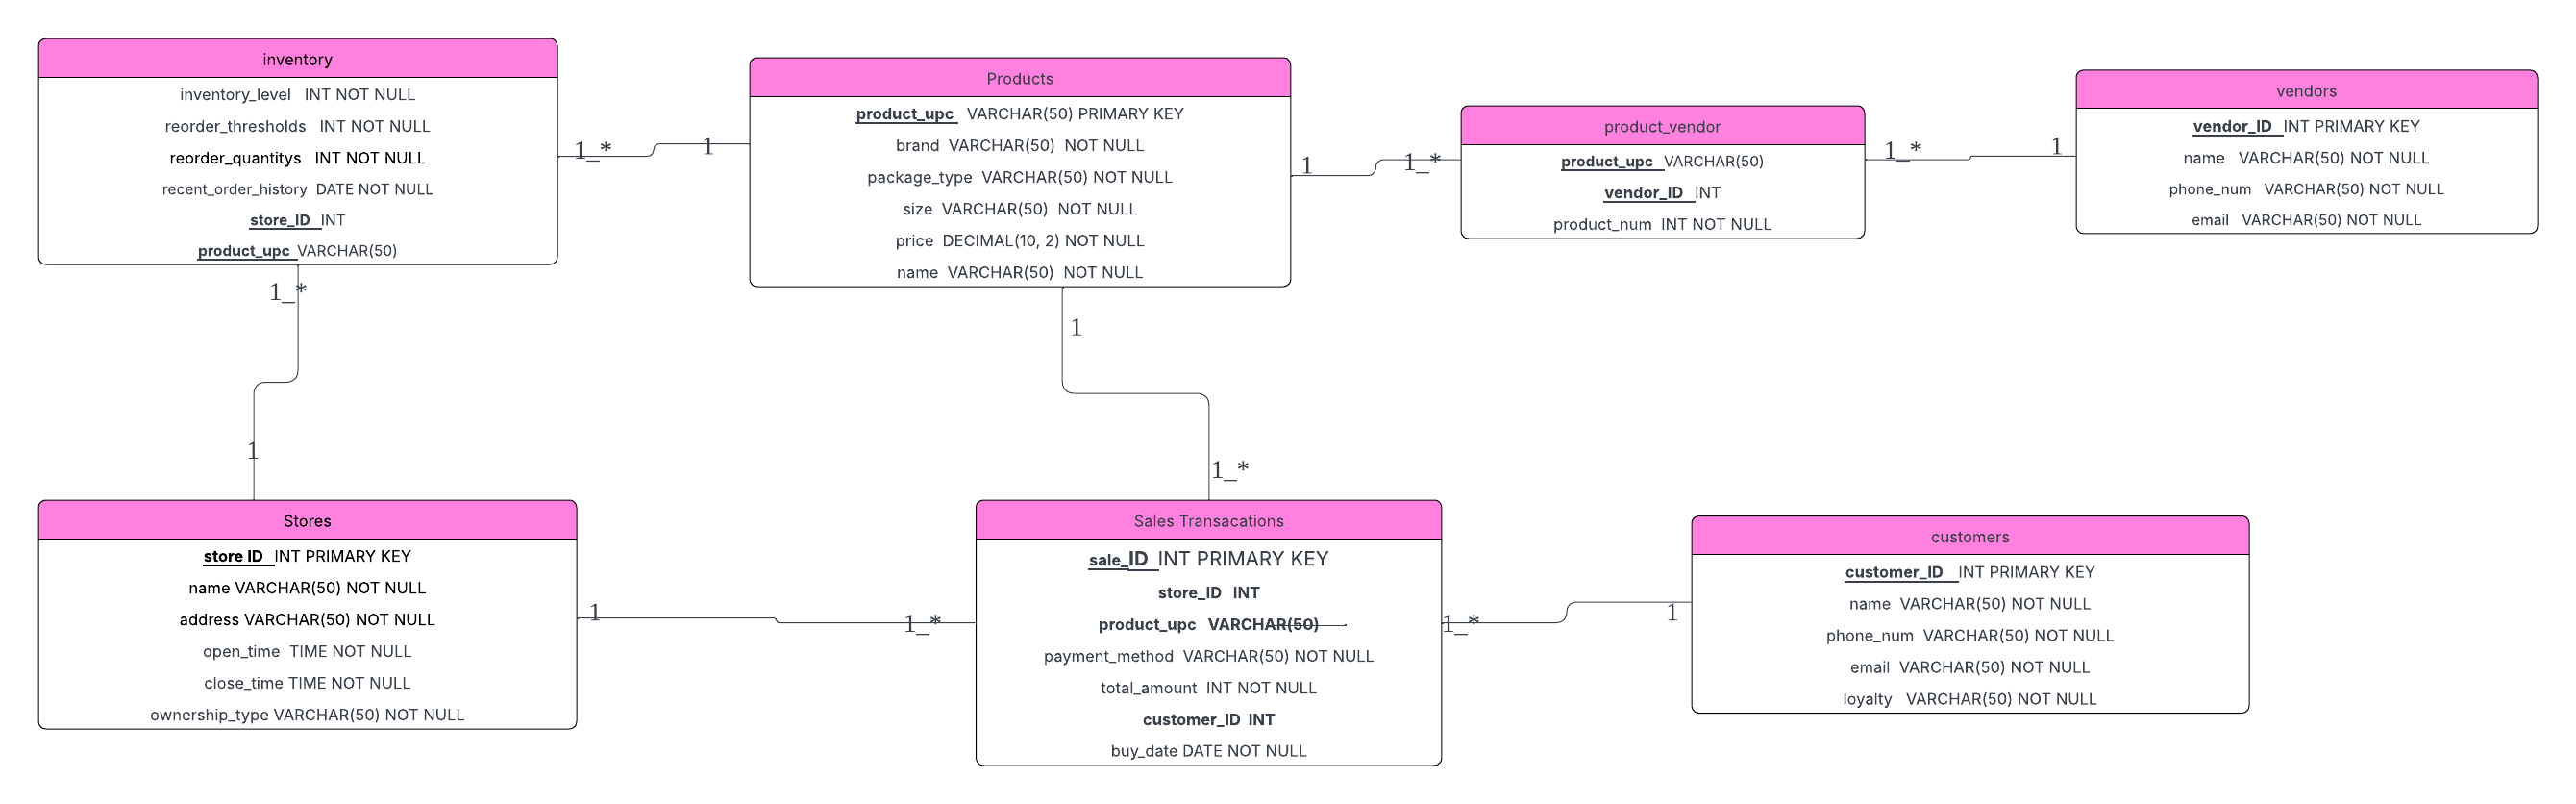 inventory
inventory_level INT NOT NULL
reorder_thresholds INT NOT NULL
reorder_quantitys INT NOT NULL
recent_order_history DATE NOT NULL
store_ID INT
product_upc VARCHAR(50)
1_*
1
Products
product_upc VARCHAR(50) PRIMARY KEY
brand VARCHAR(50) NOT NULL
package_type VARCHAR(50) NOT NULL
size VARCHAR(50) NOT NULL
price DECIMAL(10, 2) NOT NULL
name VARCHAR(50) NOT NULL
1
1_*
product_vendor
product_upc VARCHAR(50)
vendor_ID INT
product_num INT NOT NULL
1_*
1
vendors
vendor_ID INT PRIMARY KEY
name VARCHAR(50) NOT NULL
phone_num VARCHAR(50) NOT NULL
email VARCHAR(50) NOT NULL
1_*
1
1
1_*
Stores
store ID INT PRIMARY KEY
name VARCHAR(50) NOT NULL
address VARCHAR(50) NOT NULL
open_time TIME NOT NULL
close_time TIME NOT NULL
ownership_type VARCHAR(50) NOT NULL
1
1_*
Sales Transacations
sale_ID INT PRIMARY KEY
store_ID INT
product_upc VARCHAR(50)
payment_method VARCHAR(50) NOT NULL
total_amount INT NOT NULL
customer_ID INT
buy_date DATE NOT NULL
1_*
1
customers
customer_ID INT PRIMARY KEY
name VARCHAR(50) NOT NULL
phone_num VARCHAR(50) NOT NULL
email VARCHAR(50) NOT NULL
loyalty VARCHAR(50) NOT NULL